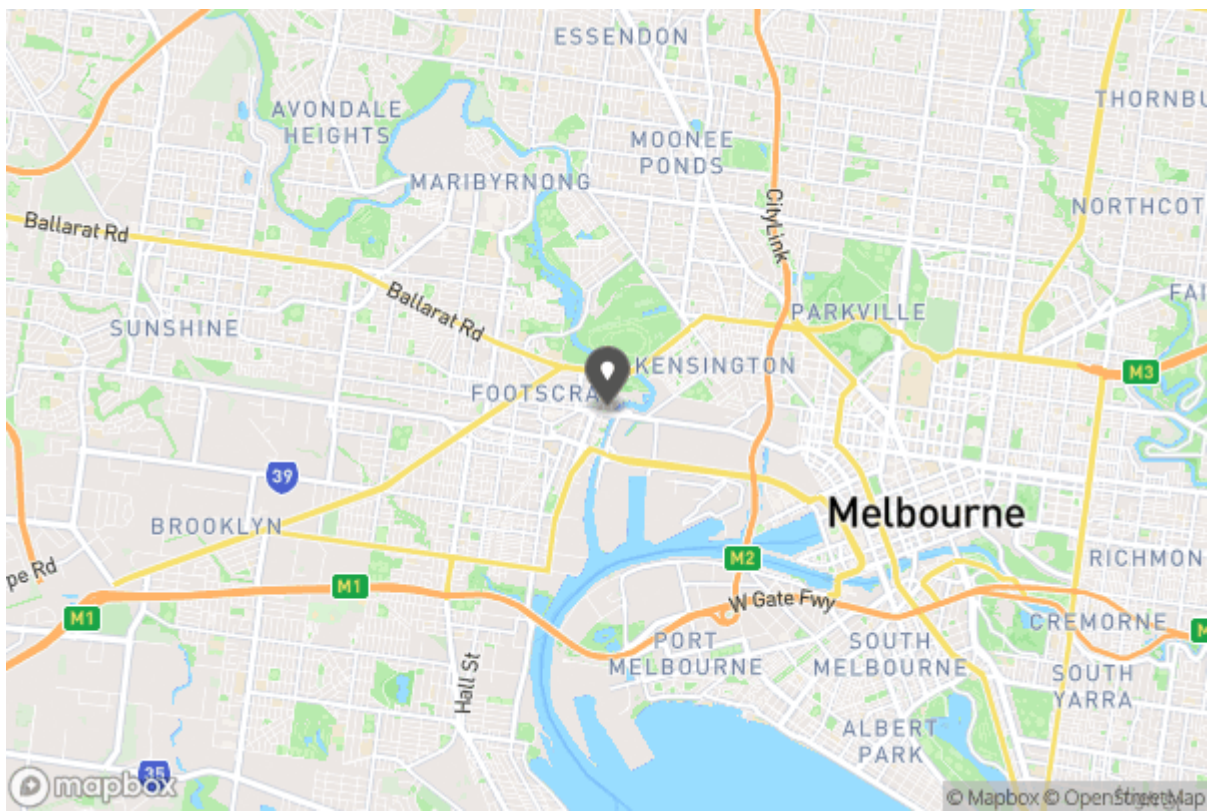 ESSENDON
AVONDALE
HEIGHTS
THORNBU
MOONEE
PONDS
MARIBYRNONG
CityLink
NORTHCOT
Ballarat Rd
Ballarat Rd
FAI
PARKVILLE
SUNSHINE
KENSINGTON
M3
FOOTSCRA
39
Melbourne
BROOKLYN
M2
RICHMON
pe Rd
M1
M1
W Gate Fwy
CREMORNE
M
PORT
MELBOURNE
SOUTH
MELBOURNE
SOUTH
YARRA
Hall St
ALBERT
PARK
35
mapbox
© Mapbox © OpenStreetMap